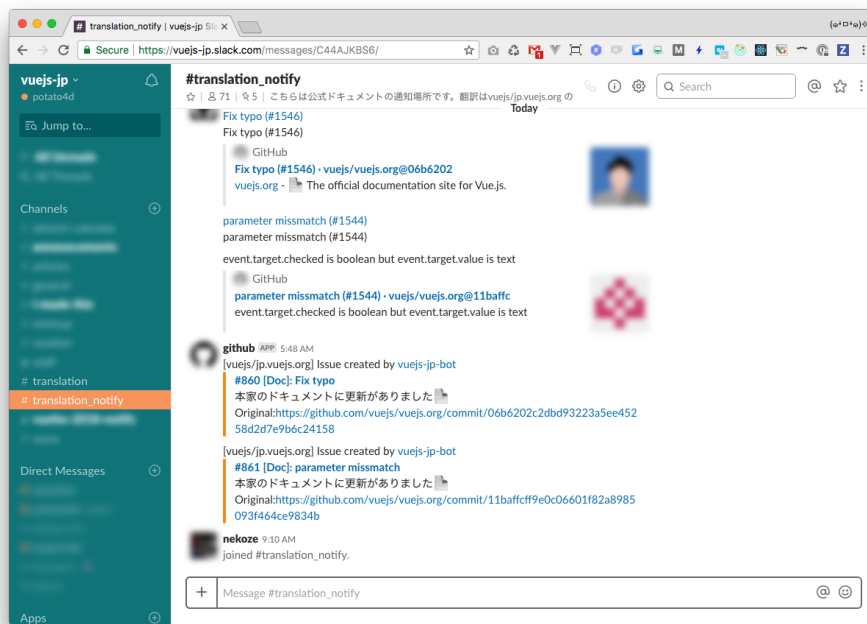 translation_notify | vuejs-jp Sl
Secure | https://vuejs-jp.slack.com/messages/C44AJKBS6/
vuejs-jp
potato4d
Jump to...
All Unreads
All Threads
Channels
# translation
# translation_notify
Direct Messages
Apps
#translation_notify
71 | 5 | こちらは公式ドキュメントの通知場所です。翻訳はvuejs/jp.vuejs.org の
Search
Today
Fix typo (#1546)
Fix typo (#1546)
GitHub
Fix typo (#1546) · vuejs/vuejs.org@06b6202
vuejs.org - The official documentation site for Vue.js.
parameter missmatch (#1544)
parameter missmatch (#1544)
event.target.checked is boolean but event.target.value is text
GitHub
parameter missmatch (#1544) · vuejs/vuejs.org@11baffc
event.target.checked is boolean but event.target.value is text
github APP 5:48 AM
[vuejs/jp.vuejs.org] Issue created by vuejs-jp-bot
#860 [Doc]: Fix typo
本家のドキュメントに更新がありました
Original:https://github.com/vuejs/vuejs.org/commit/06b6202c2dbd93223a5ee452
58d2d7e9b6c24158
[vuejs/jp.vuejs.org] Issue created by vuejs-jp-bot
#861 [Doc]: parameter missmatch
本家のドキュメントに更新がありました
Original:https://github.com/vuejs/vuejs.org/commit/11baffcff9e0c06601f82a8985
093f464ce9834b
nekoze 9:10 AM
joined #translation_notify.
Message #translation_notify